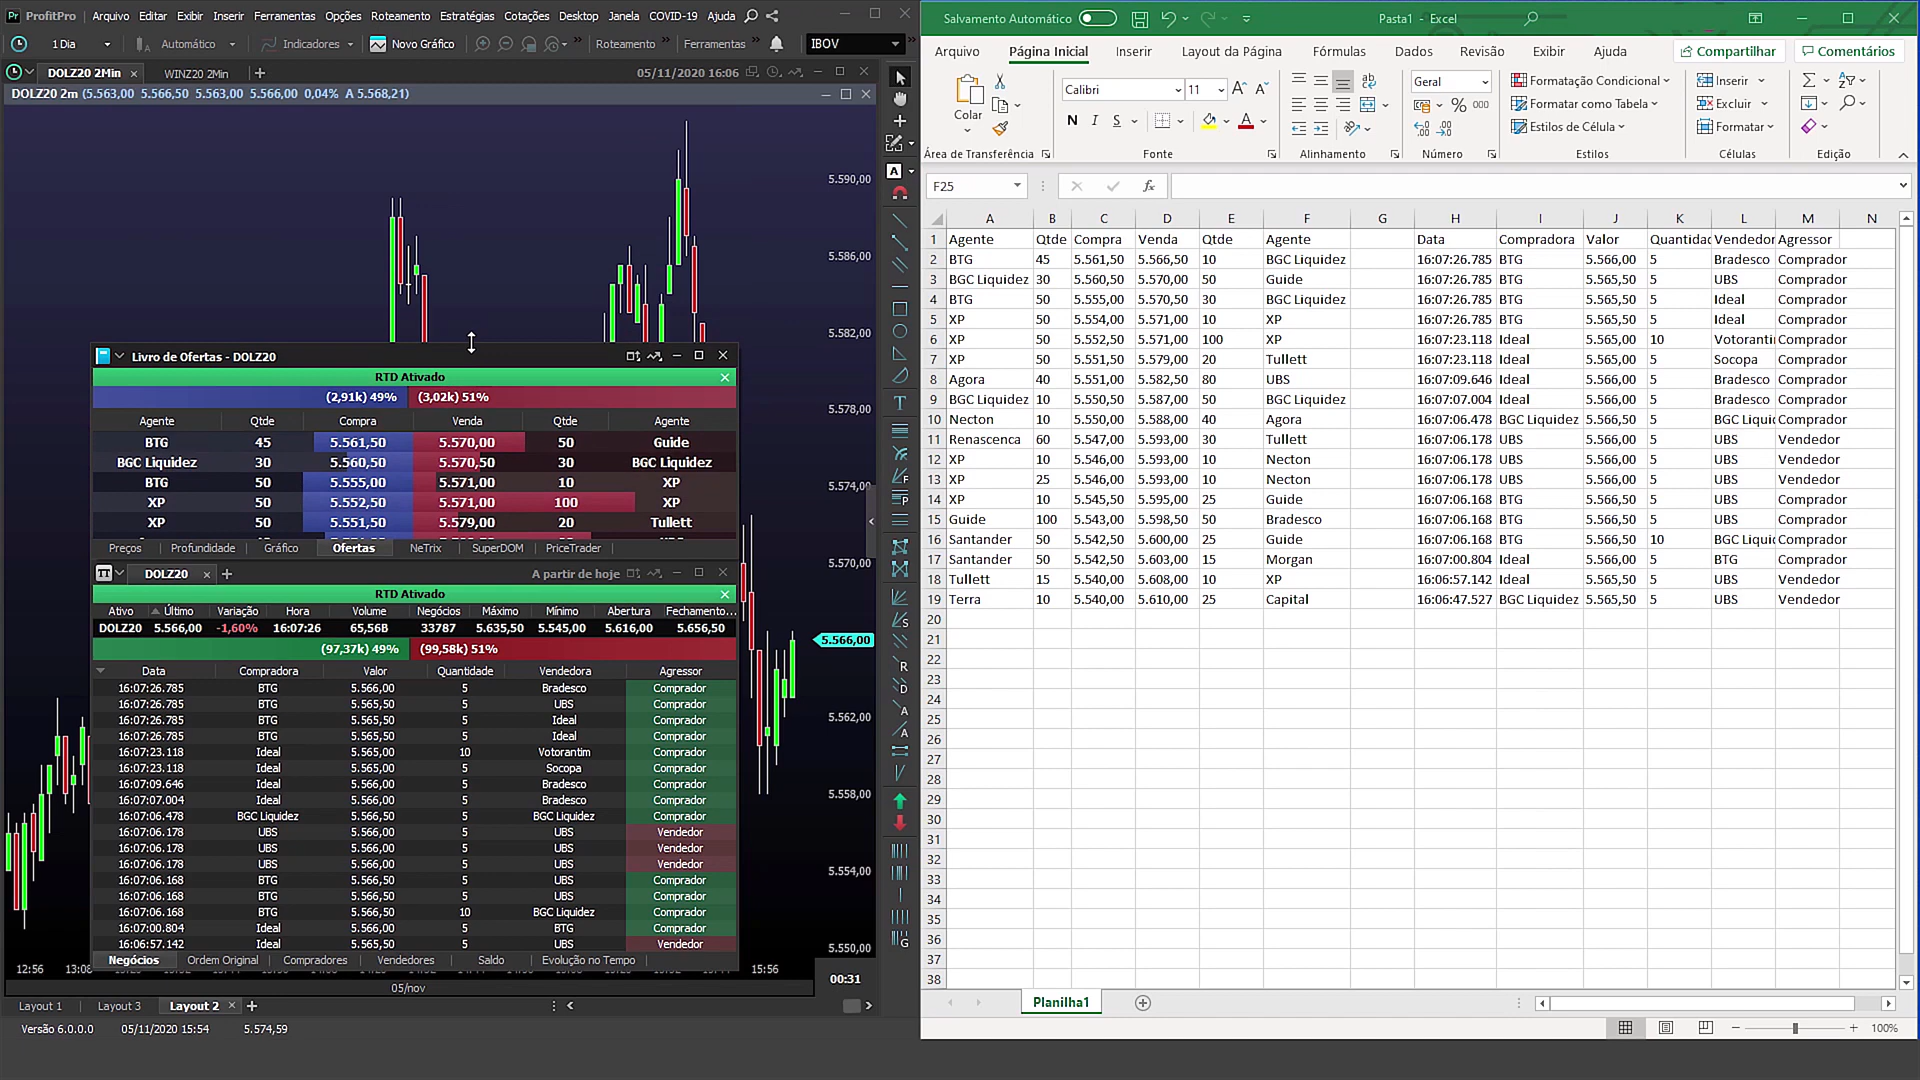 ProfitPro Arquivo Editar Exibir Inserir Ferramentas Opções Roteamento Estratégias Cotações Desktop Janela COVID-19 Ajuda
1 Dia Automático Indicadores Novo Gráfico Roteamento Ferramentas IBOV
DOLZ20 2Min WINZ20 2Min 05/11/2020 16:06
DOLZ20 2m (5.563,00 5.566,50 5.563,00 5.566,00 0,04% A 5.568,21)
5.590,00
5.586,00
5.582,00
5.578,00
5.574,00
5.570,00
5.566,00
5.562,00
5.558,00
5.554,00
5.550,00
Livro de Ofertas - DOLZ20
RTD Ativado
(2,91k) 49% (3,02k) 51%
Agente Qtde Compra Venda Qtde Agente
BTG 45 5.561,50 5.570,00 50 Guide
BGC Liquidez 30 5.560,50 5.570,50 30 BGC Liquidez
BTG 50 5.555,00 5.571,00 10 XP
XP 50 5.552,50 5.571,00 100 XP
XP 50 5.551,50 5.579,00 20 Tullett
Preços Profundidade Gráfico Ofertas NeTrix SuperDOM PriceTrader
DOLZ20 A partir de hoje
RTD Ativado
Ativo Último Variação Hora Volume Negócios Máximo Mínimo Abertura Fechamento...
DOLZ20 5.566,00 -1,60% 16:07:26 65,56B 33787 5.635,50 5.545,00 5.616,00 5.656,50
(97,37k) 49% (99,58k) 51%
Data Compradora Valor Quantidade Vendedora Agressor
16:07:26.785 BTG 5.566,00 5 Bradesco Comprador
16:07:26.785 BTG 5.565,50 5 UBS Comprador
16:07:26.785 BTG 5.565,50 5 Ideal Comprador
16:07:26.785 BTG 5.565,50 5 Ideal Comprador
16:07:23.118 Ideal 5.565,00 10 Votorantim Comprador
16:07:23.118 Ideal 5.565,00 5 Socopa Comprador
16:07:09.646 Ideal 5.566,00 5 Bradesco Comprador
16:07:07.004 Ideal 5.566,00 5 Bradesco Comprador
16:07:06.478 BGC Liquidez 5.566,50 5 BGC Liquidez Comprador
16:07:06.178 UBS 5.566,00 5 UBS Vendedor
16:07:06.178 UBS 5.566,00 5 UBS Vendedor
16:07:06.178 UBS 5.566,00 5 UBS Vendedor
16:07:06.168 BTG 5.566,50 5 UBS Comprador
16:07:06.168 BTG 5.566,50 5 UBS Comprador
16:07:06.168 BTG 5.566,50 10 BGC Liquidez Comprador
16:07:00.804 Ideal 5.566,50 5 BTG Comprador
16:06:57.142 Ideal 5.565,50 5 UBS Vendedor
Negócios Ordem Original Compradores Vendedores Saldo Evolução no Tempo
12:56 13:08 15:56 00:31
05/nov
Layout 1 Layout 3 Layout 2
Versão 6.0.0.0 05/11/2020 15:54 5.574,59
Salvamento Automático Pasta1 - Excel
Arquivo Página Inicial Inserir Layout da Página Fórmulas Dados Revisão Exibir Ajuda Compartilhar Comentários
Colar Calibri 11 Geral Formatação Condicional Inserir
Formatar como Tabela Excluir
N I S Estilos de Célula Formatar
Área de Transferência Fonte Alinhamento Número Estilos Células Edição
F25 fx
A B C D E F G H I J K L M N
1 Agente Qtde Compra Venda Qtde Agente Data Compradora Valor Quantidad Vendedor Agressor
2 BTG 45 5.561,50 5.566,50 10 BGC Liquidez 16:07:26.785 BTG 5.566,00 5 Bradesco Comprador
3 BGC Liquidez 30 5.560,50 5.570,00 50 Guide 16:07:26.785 BTG 5.565,50 5 UBS Comprador
4 BTG 50 5.555,00 5.570,50 30 BGC Liquidez 16:07:26.785 BTG 5.565,50 5 Ideal Comprador
5 XP 50 5.554,00 5.571,00 10 XP 16:07:26.785 BTG 5.565,50 5 Ideal Comprador
6 XP 50 5.552,50 5.571,00 100 XP 16:07:23.118 Ideal 5.565,00 10 Votoranti Comprador
7 XP 50 5.551,50 5.579,00 20 Tullett 16:07:23.118 Ideal 5.565,00 5 Socopa Comprador
8 Agora 40 5.551,00 5.582,50 80 UBS 16:07:09.646 Ideal 5.566,00 5 Bradesco Comprador
9 BGC Liquidez 10 5.550,50 5.587,00 50 BGC Liquidez 16:07:07.004 Ideal 5.566,00 5 Bradesco Comprador
10 Necton 10 5.550,00 5.588,00 40 Agora 16:07:06.478 BGC Liquidez 5.566,50 5 BGC Liquid Comprador
11 Renascenca 60 5.547,00 5.593,00 30 Tullett 16:07:06.178 UBS 5.566,00 5 UBS Vendedor
12 XP 10 5.546,00 5.593,00 10 Necton 16:07:06.178 UBS 5.566,00 5 UBS Vendedor
13 XP 25 5.546,00 5.593,00 10 Necton 16:07:06.178 UBS 5.566,00 5 UBS Vendedor
14 XP 10 5.545,50 5.595,00 25 Guide 16:07:06.168 BTG 5.566,50 5 UBS Comprador
15 Guide 100 5.543,00 5.598,50 50 Bradesco 16:07:06.168 BTG 5.566,50 5 UBS Comprador
16 Santander 50 5.542,50 5.600,00 25 Guide 16:07:06.168 BTG 5.566,50 10 BGC Liquid Comprador
17 Santander 50 5.542,50 5.603,00 15 Morgan 16:07:00.804 Ideal 5.566,50 5 BTG Comprador
18 Tullett 15 5.540,00 5.608,00 10 XP 16:06:57.142 Ideal 5.565,50 5 UBS Vendedor
19 Terra 10 5.540,00 5.610,00 25 Capital 16:06:47.527 BGC Liquidez 5.565,50 5 UBS Vendedor
20
21
22
23
24
25
26
27
28
29
30
31
32
33
34
35
36
37
38
Planilha1
100%